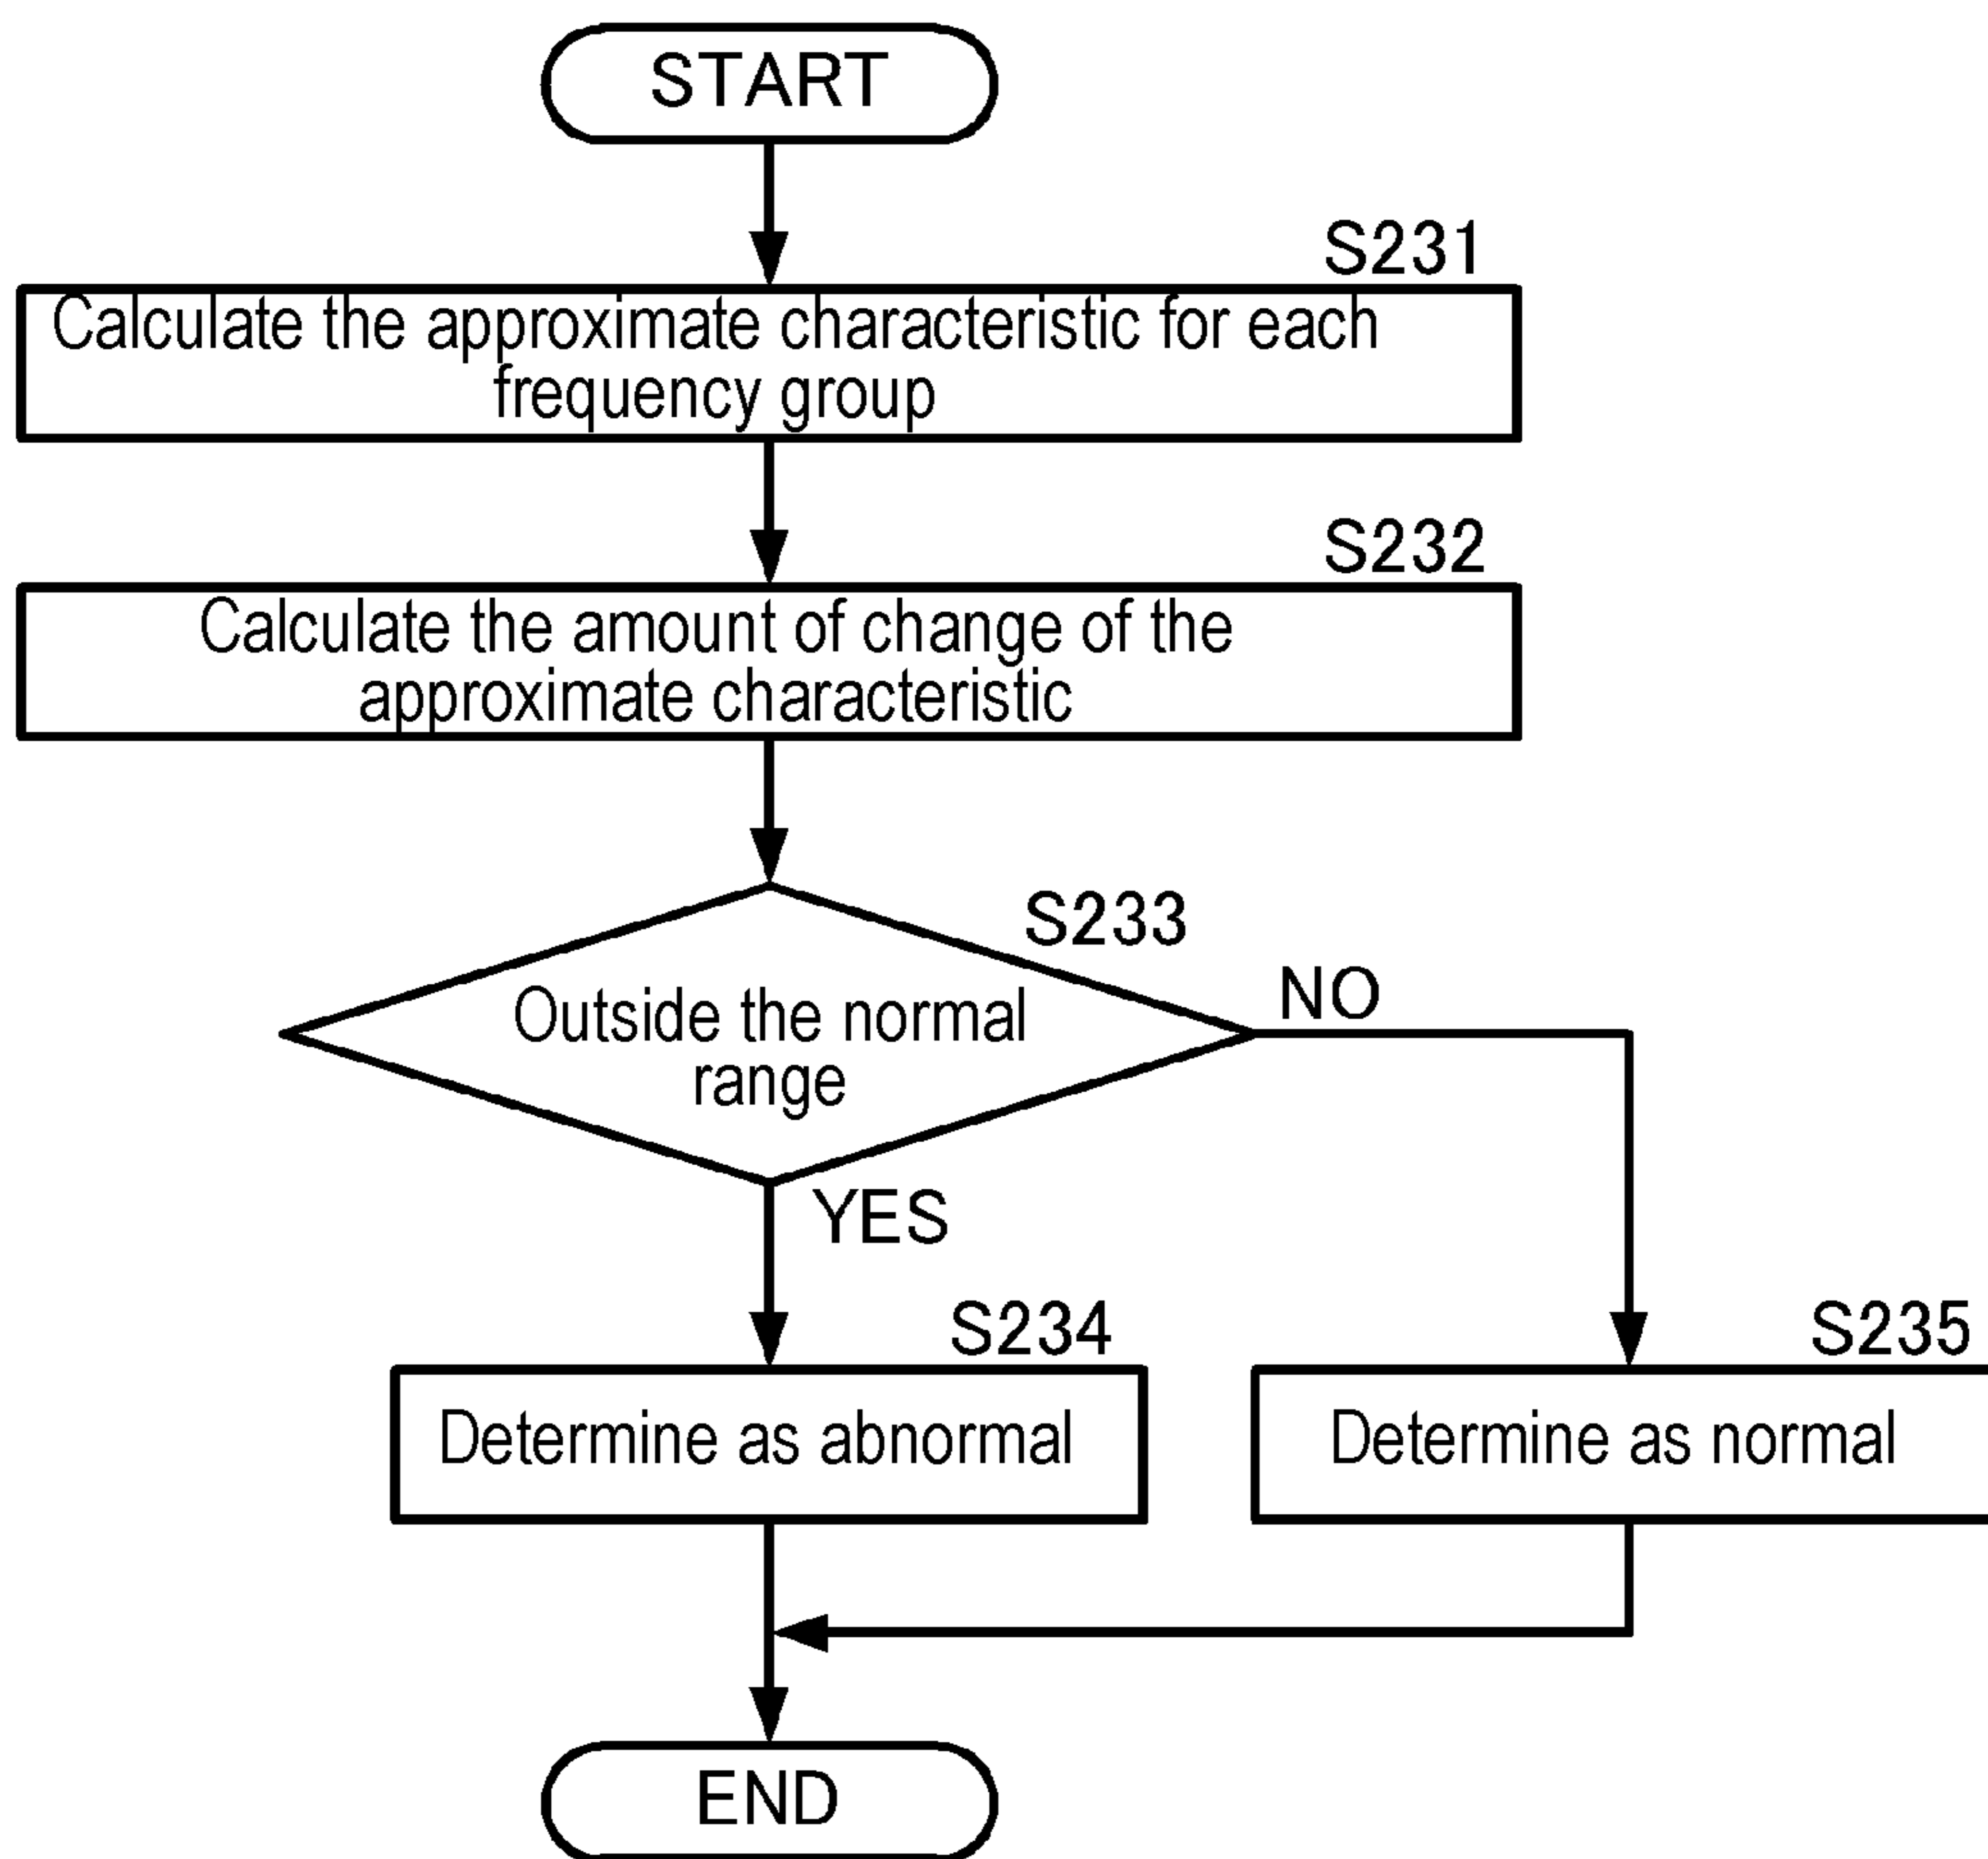 START
S231
Calculate the approximate characteristic for each
frequency group
S232
Calculate the amount of change of the
approximate characteristic
S233
Outside the normal
range
NO
YES
S234
Determine as abnormal
S235
Determine as normal
END